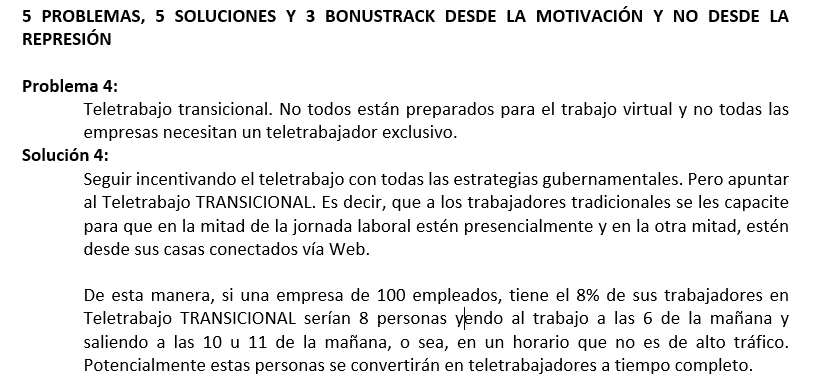 5 PROBLEMAS, 5 SOLUCIONES Y 3 BONUSTRACK DESDE LA MOTIVACIÓN Y NO DESDE LA
REPRESIÓN
Problema 4:
Teletrabajo transicional. No todos están preparados para el trabajo virtual y no todas las
empresas necesitan un teletrabajador exclusivo.
Solución 4:
Seguir incentivando el teletrabajo con todas las estrategias gubernamentales. Pero apuntar
al Teletrabajo TRANSICIONAL. Es decir, que a los trabajadores tradicionales se les capacite
para que en la mitad de la jornada laboral estén presencialmente y en la otra mitad, estén
desde sus casas conectados vía Web.
De esta manera, si una empresa de 100 empleados, tiene el 8% de sus trabajadores en
Teletrabajo TRANSICIONAL serían 8 personas yendo al trabajo a las 6 de la mañana y
saliendo a las 10 u 11 de la mañana, o sea, en un horario que no es de alto tráfico.
Potencialmente estas personas se convertirán en teletrabajadores a tiempo completo.